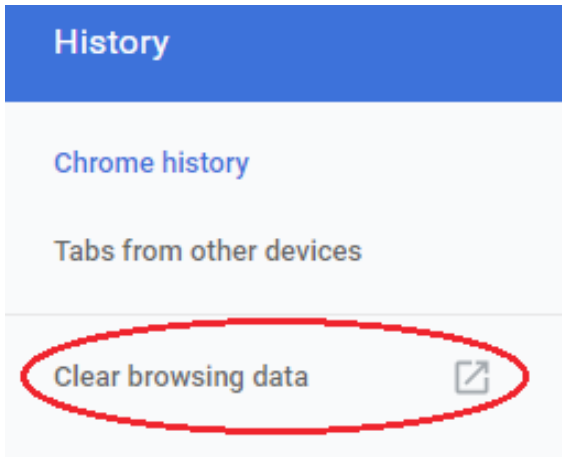 History
Chrome history
Tabs from other devices
Clear browsing data